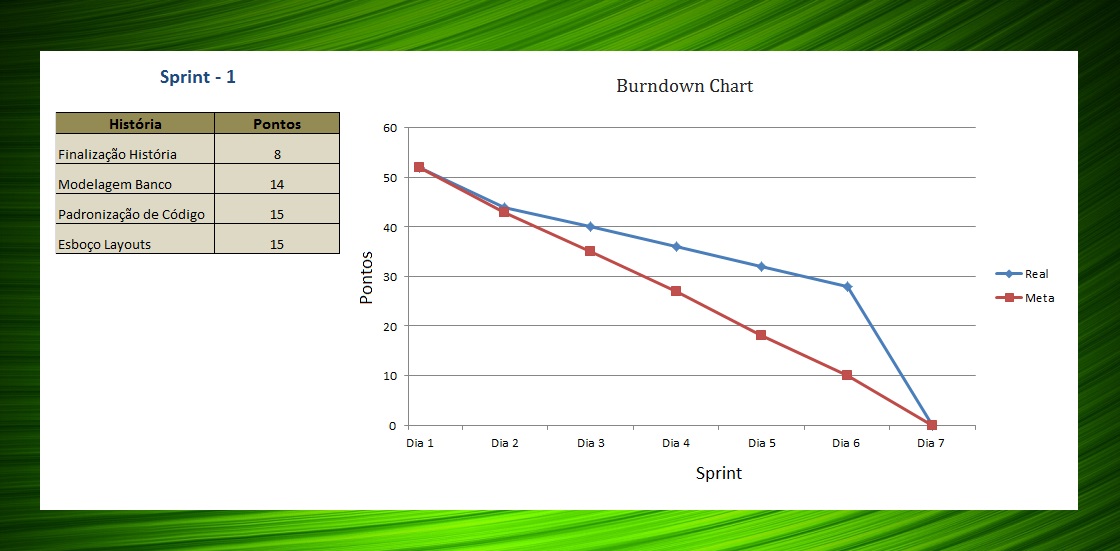 Sprint - 1
História Pontos
Finalização História 8
Modelagem Banco 14
Padronização de Código 15
Esboço Layouts 15
Burndown Chart
60
50
40
30
20
10
0
Pontos
Dia 1 Dia 2 Dia 3 Dia 4 Dia 5 Dia 6 Dia 7
Sprint
Real
Meta